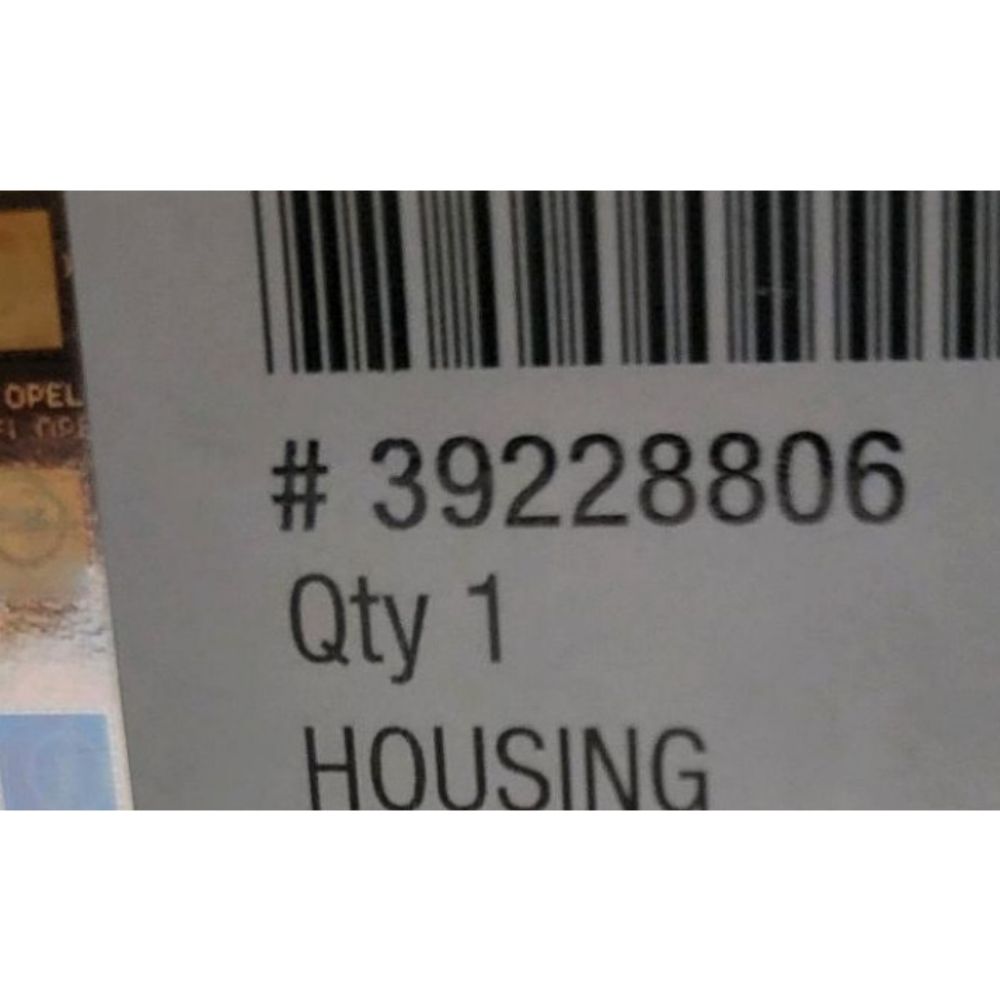 OPEL
# 39228806
Qty 1
HOUSING